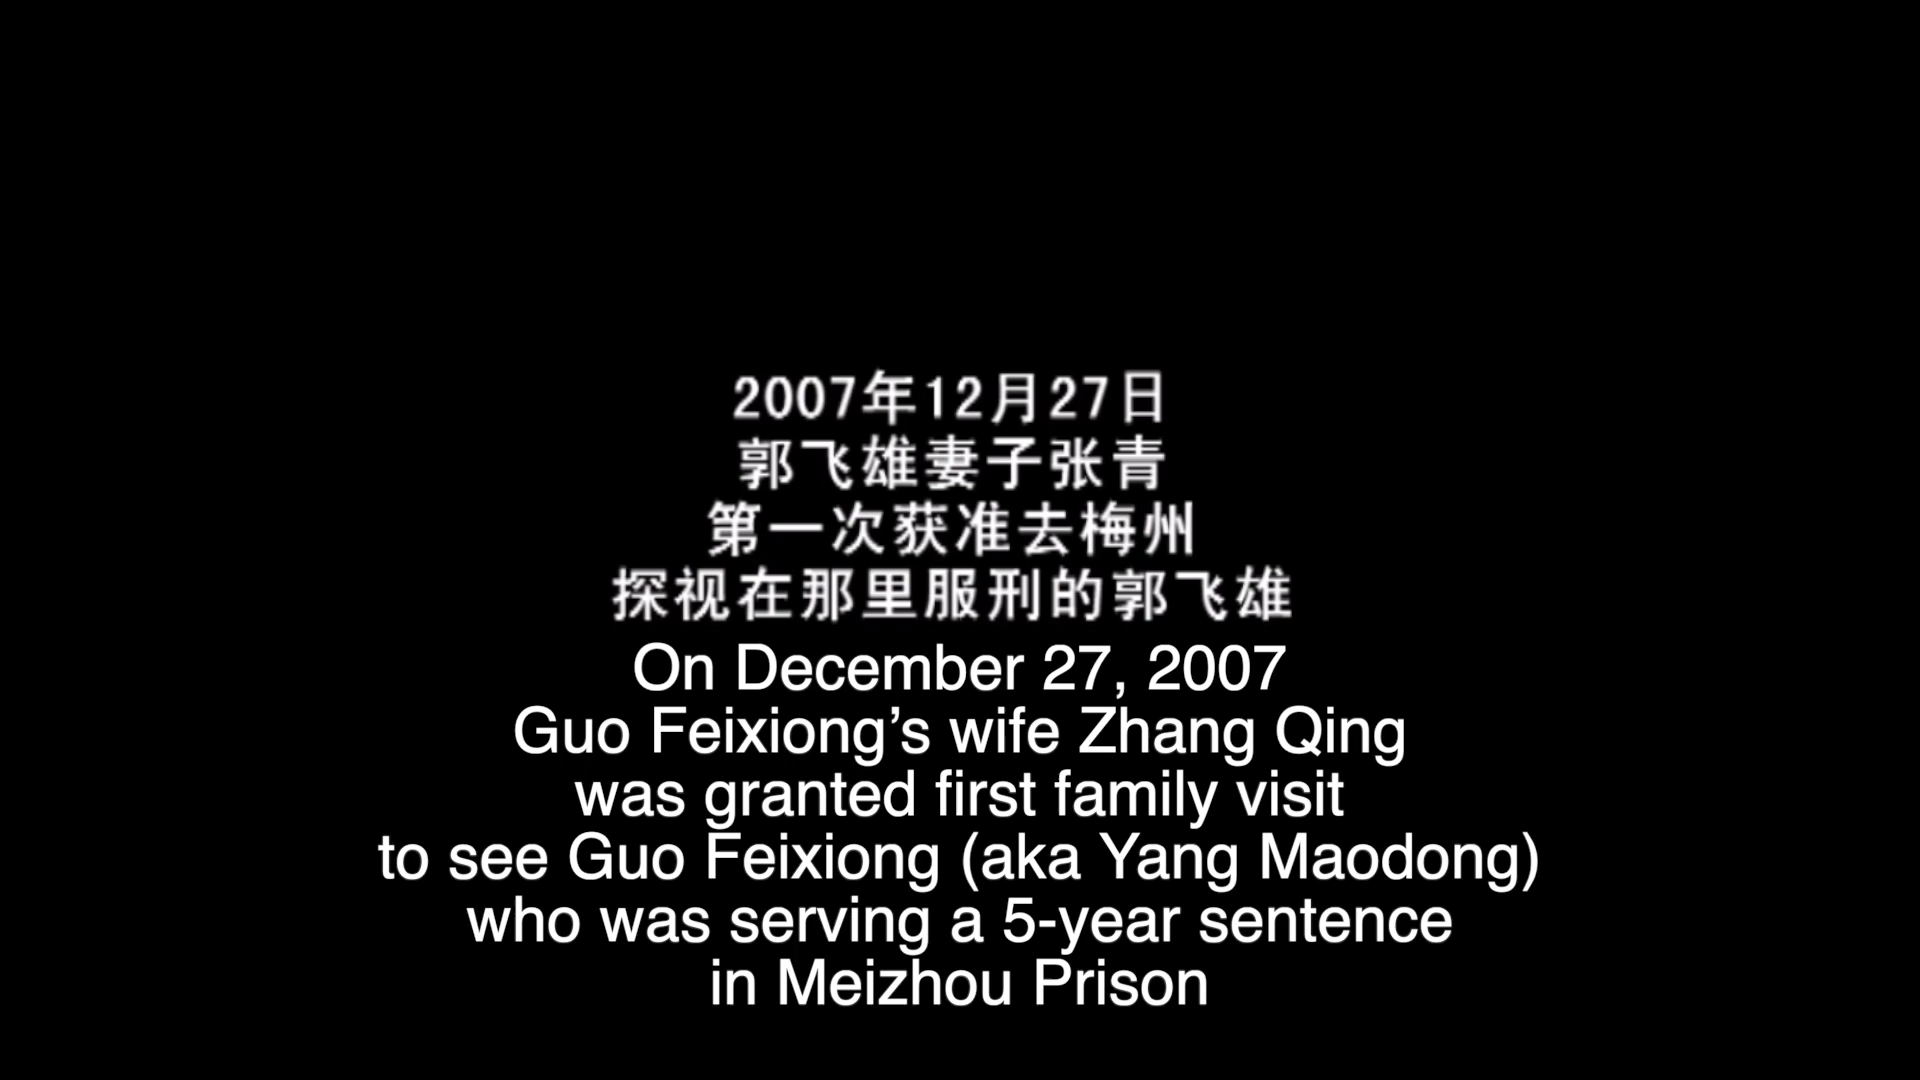 2007年12月27日
郭飞雄妻子张青
第一次获准去梅州
探视在那里服刑的郭飞雄
On December 27, 2007
Guo Feixiong’s wife Zhang Qing
was granted first family visit
to see Guo Feixiong (aka Yang Maodong)
who was serving a 5-year sentence
in Meizhou Prison